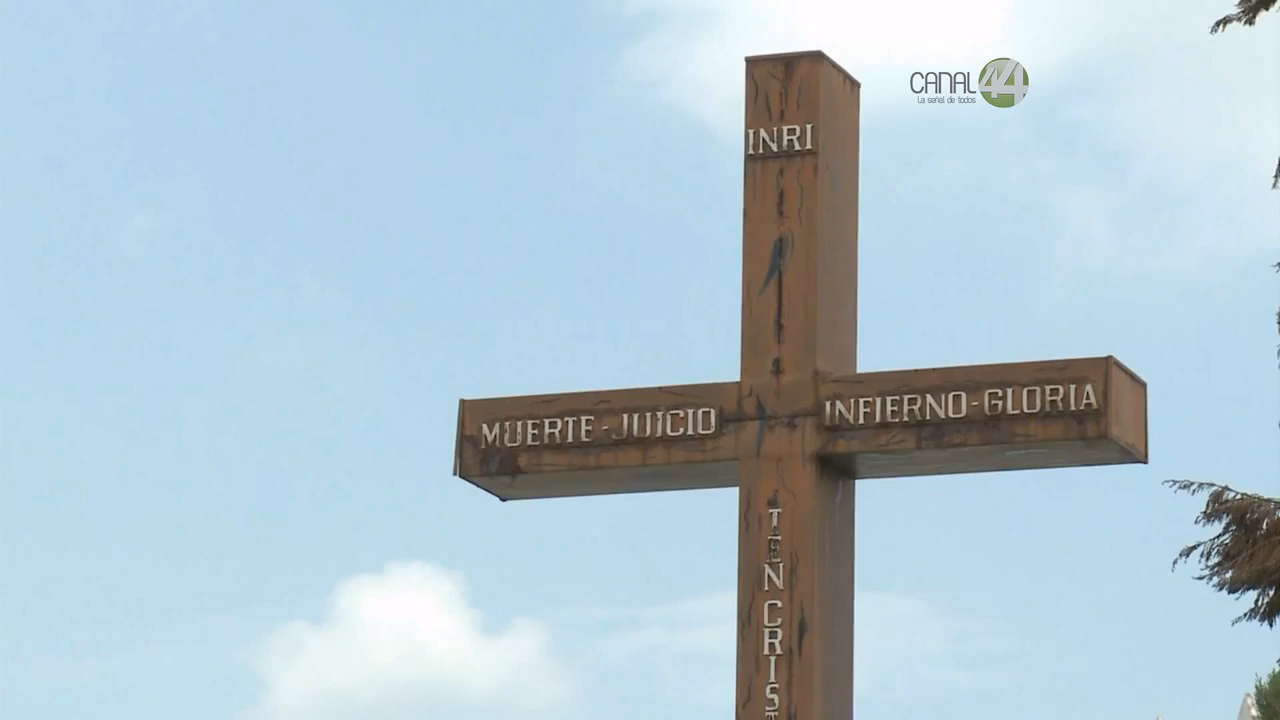 CANAL 44
La señal de todos
INRI
MUERTE - JUICIO INFIERNO - GLORIA
TEN CRIST